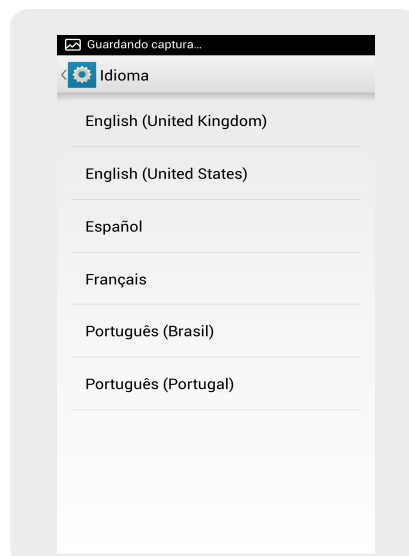 Guardando captura...
Idioma
English (United Kingdom)
English (United States)
Español
Français
Português (Brasil)
Português (Portugal)